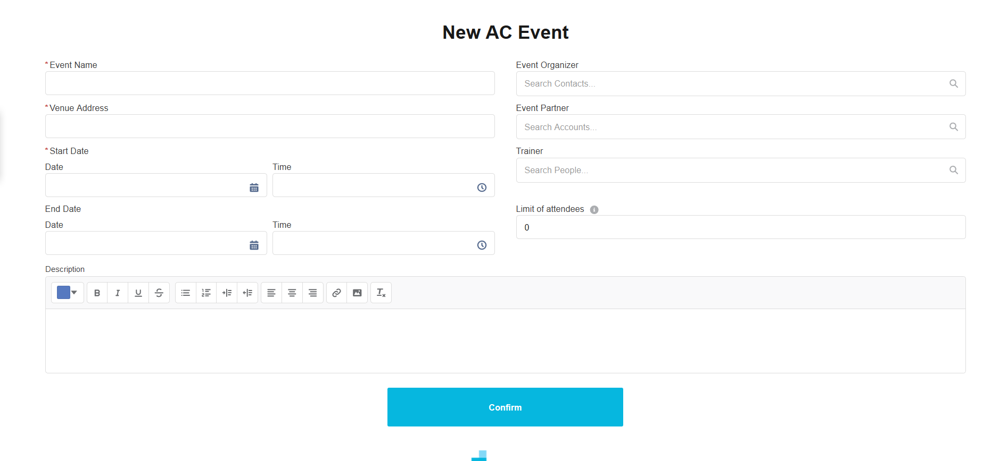 New AC Event
* Event Name
Event Organizer
Search Contacts...
* Venue Address
Event Partner
Search Accounts...
* Start Date
Trainer
Date
Time
Search People...
End Date
Limit of attendees
Date
Time
0
Description
Confirm